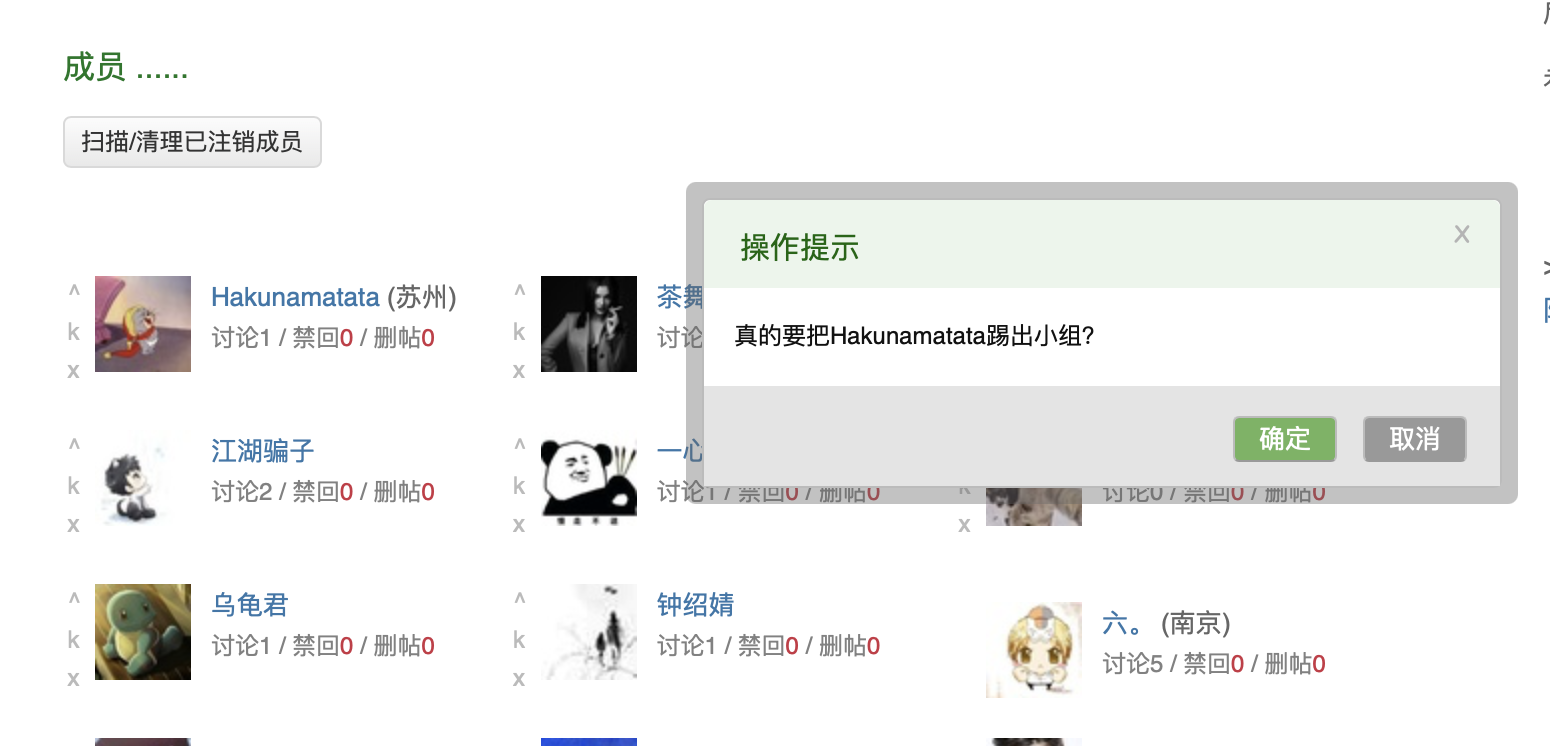 成员 ......
扫描/清理已注销成员
操作提示
x
真的要把Hakunamatata踢出小组?
确定 取消
^
k
x
Hakunamatata (苏州)
讨论1 / 禁回0 / 删帖0
^
k
x
茶舞
讨论
^
k
x
江湖骗子
讨论2 / 禁回0 / 删帖0
^
k
x
一心
讨论1 / 禁回0 / 删帖0
k
x
讨论0 / 禁回0 / 删帖0
^
k
x
乌龟君
讨论1 / 禁回0 / 删帖0
^
k
x
钟绍婧
讨论1 / 禁回0 / 删帖0
六。 (南京)
讨论5 / 禁回0 / 删帖0
>